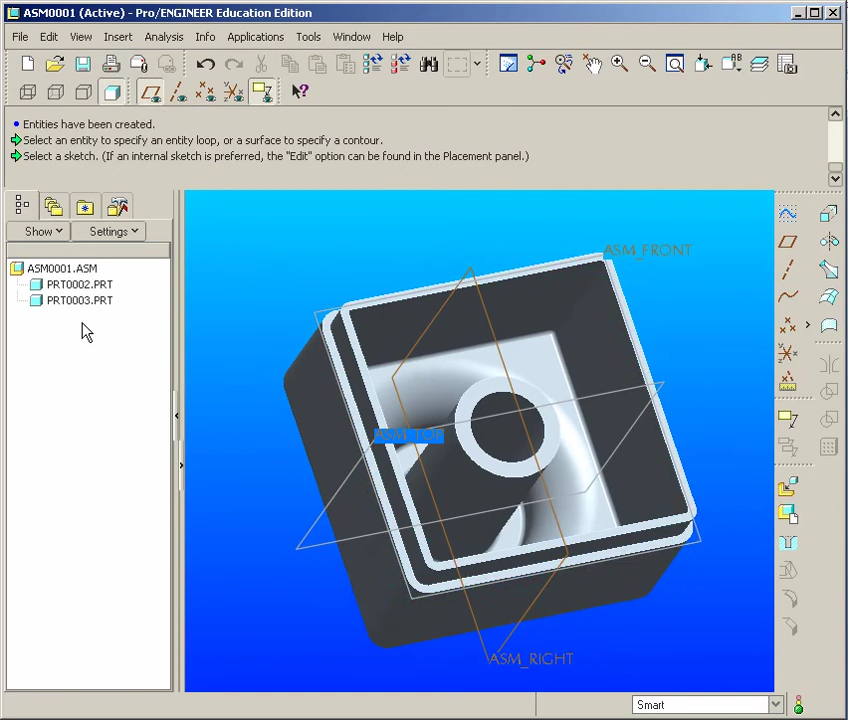 ASM0001 (Active) - Pro/ENGINEER Education Edition
File Edit View Insert Analysis Info Applications Tools Window Help
Entities have been created.
Select an entity to specify an entity loop, or a surface to specify a contour.
Select a sketch. (If an internal sketch is preferred, the "Edit" option can be found in the Placement panel.)
Show Settings
ASM0001.ASM
PRT0002.PRT
PRT0003.PRT
ASM_FRONT
ASM_TOP
ASM_RIGHT
Smart